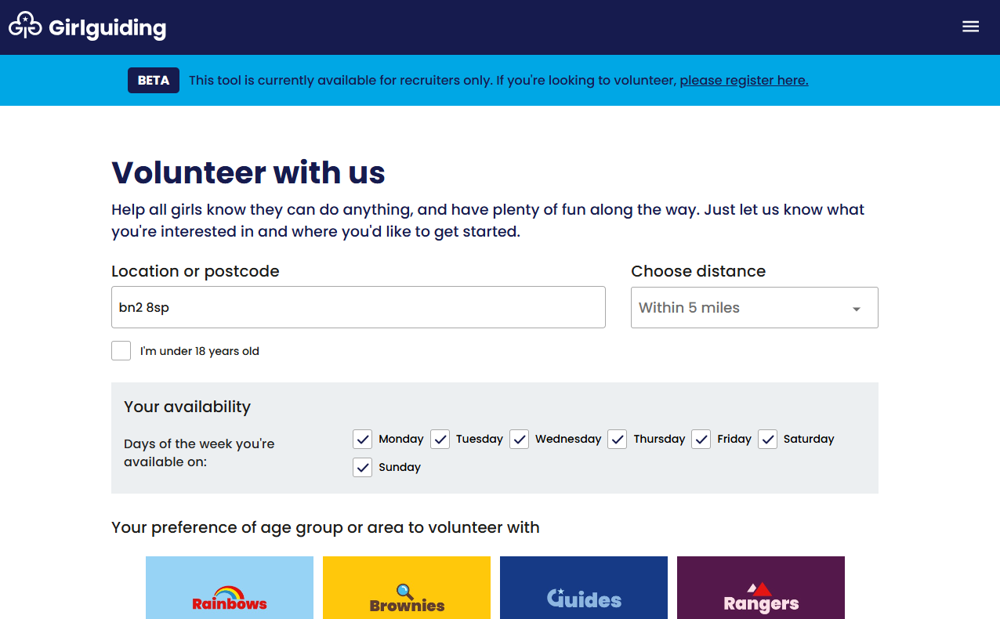 Girlguiding
BETA This tool is currently available for recruiters only. If you're looking to volunteer, please register here.
Volunteer with us
Help all girls know they can do anything, and have plenty of fun along the way. Just let us know what
you're interested in and where you'd like to get started.
Location or postcode
Choose distance
bn2 8sp
Within 5 miles
I'm under 18 years old
Your availability
Days of the week you're
available on:
Monday Tuesday Wednesday Thursday Friday Saturday
Sunday
Your preference of age group or area to volunteer with
Rainbows Brownies Guides Rangers